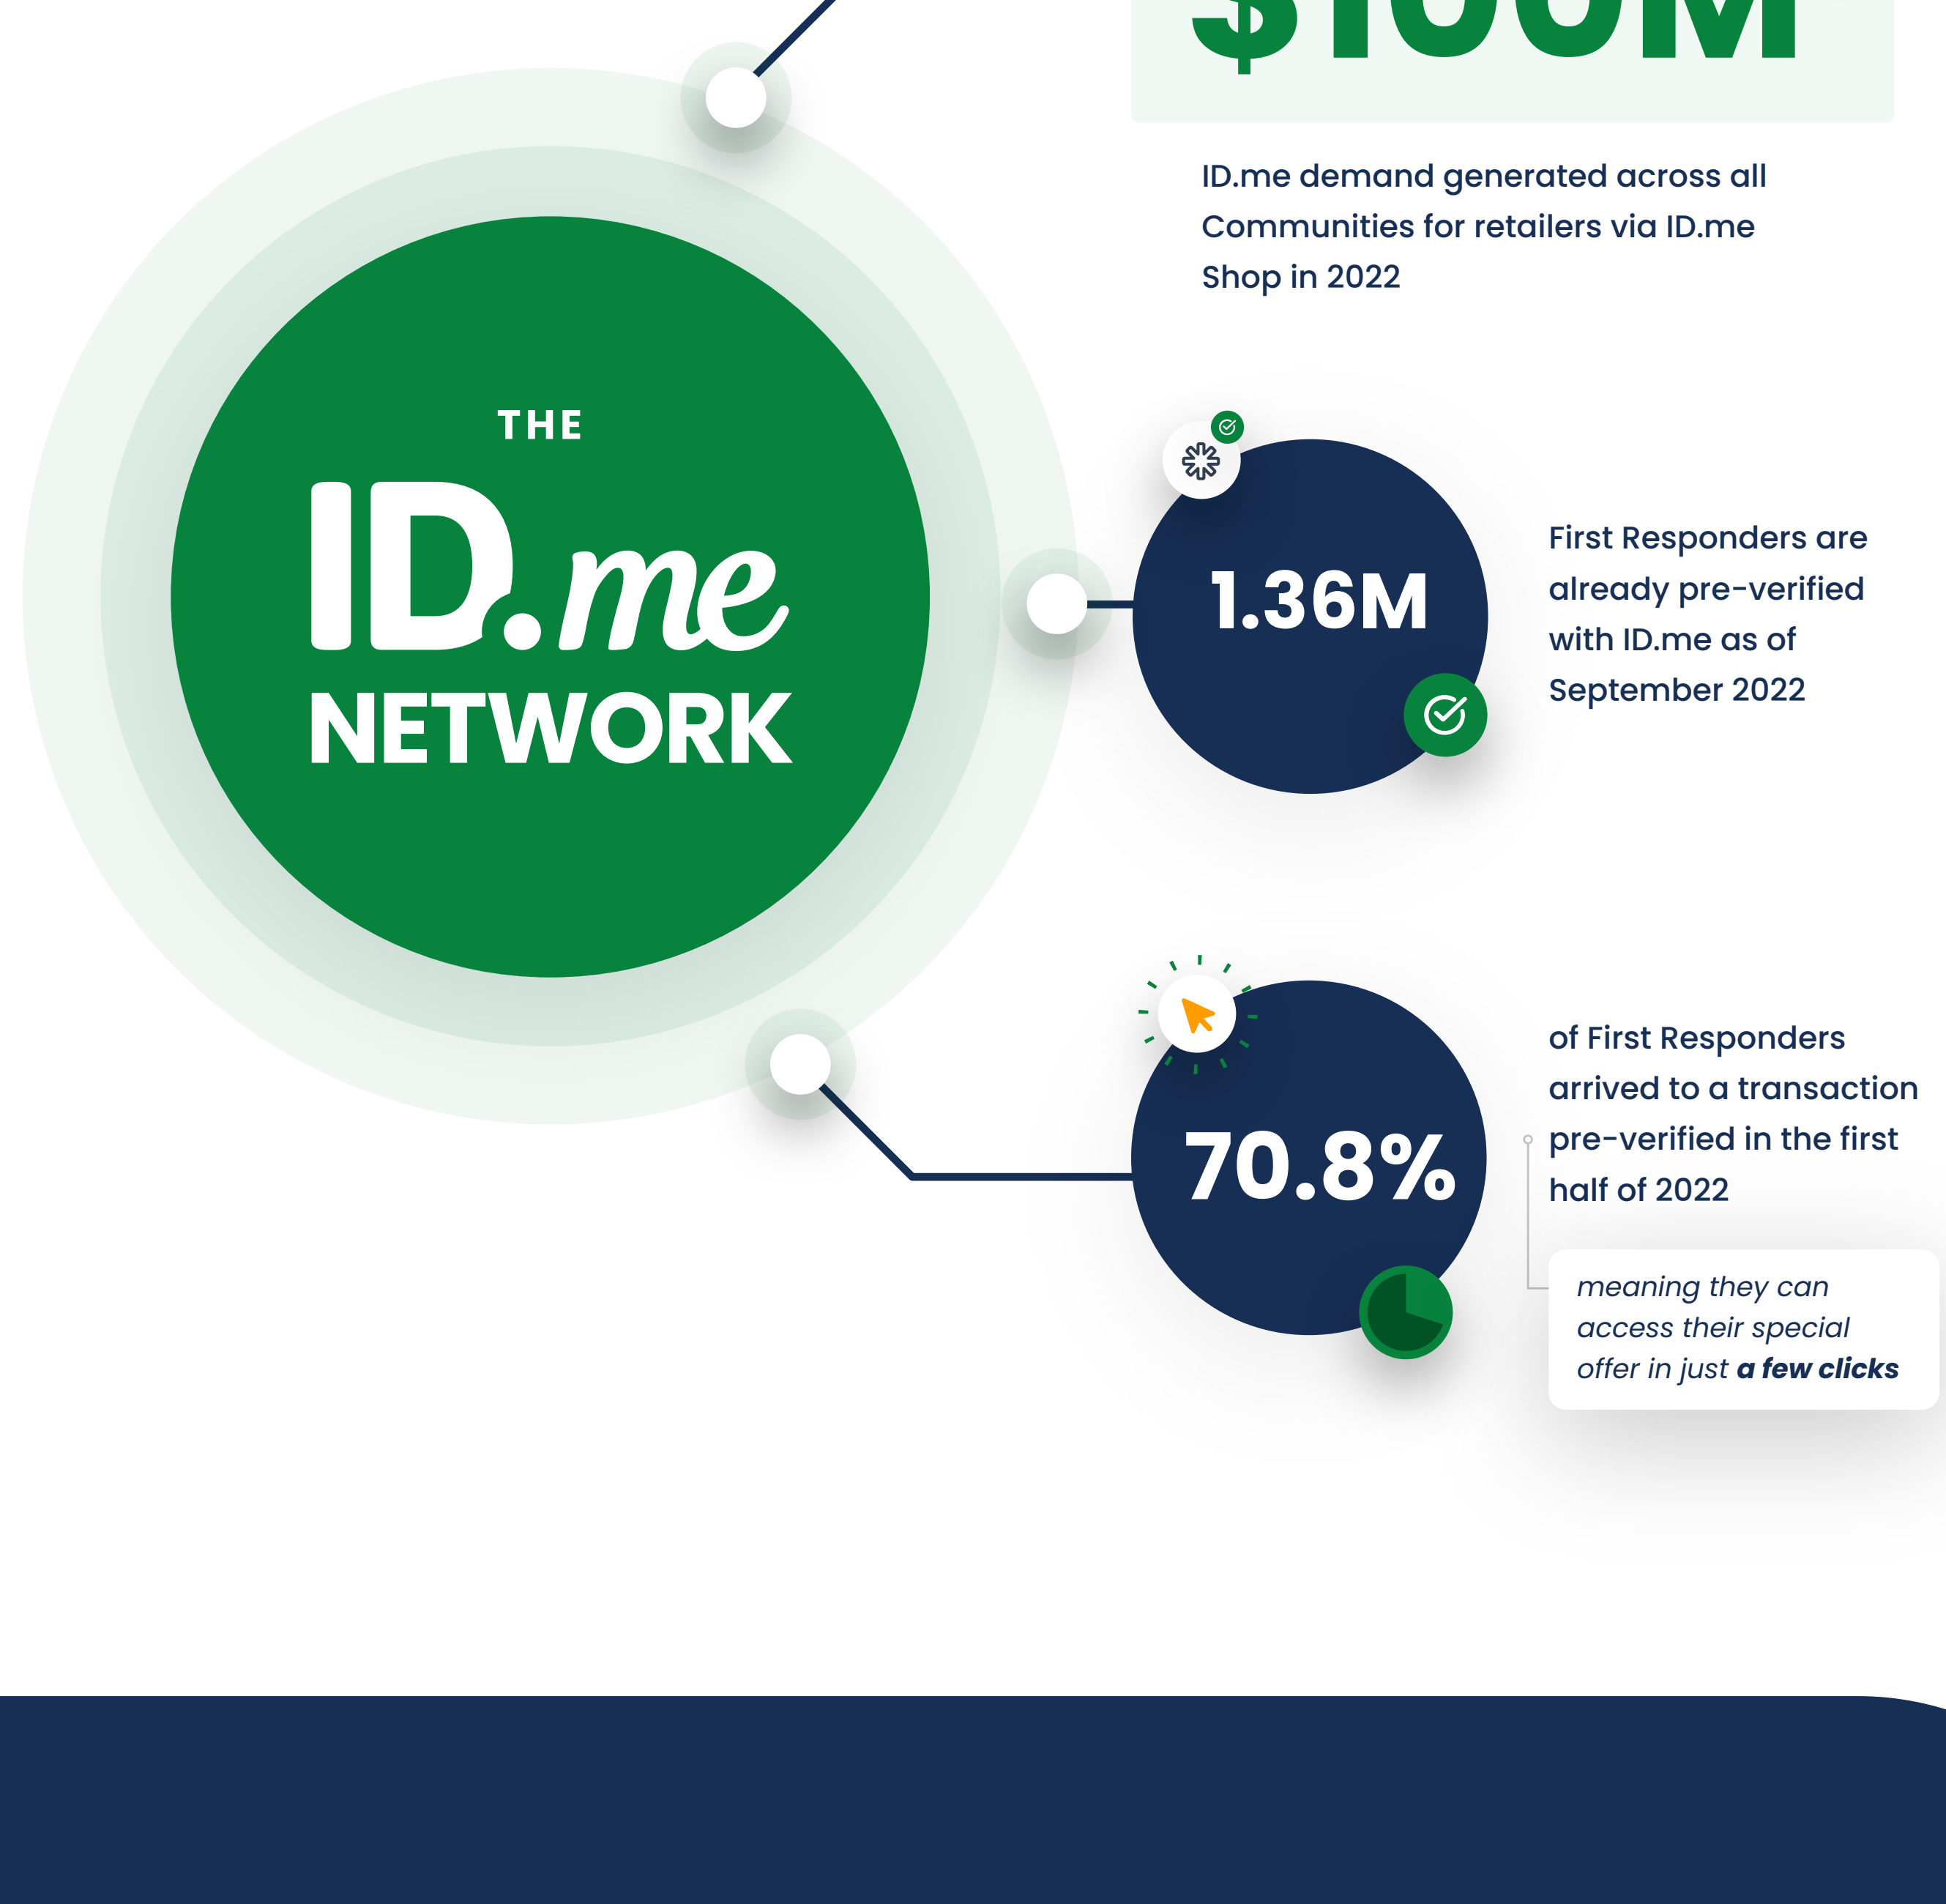 $100M
ID.me demand generated across all
Communities for retailers via ID.me
Shop in 2022
THE
ID.me
NETWORK
1.36M
First Responders are
already pre-verified
with ID.me as of
September 2022
70.8%
of First Responders
arrived to a transaction
pre-verified in the first
half of 2022
meaning they can
access their special
offer in just a few clicks